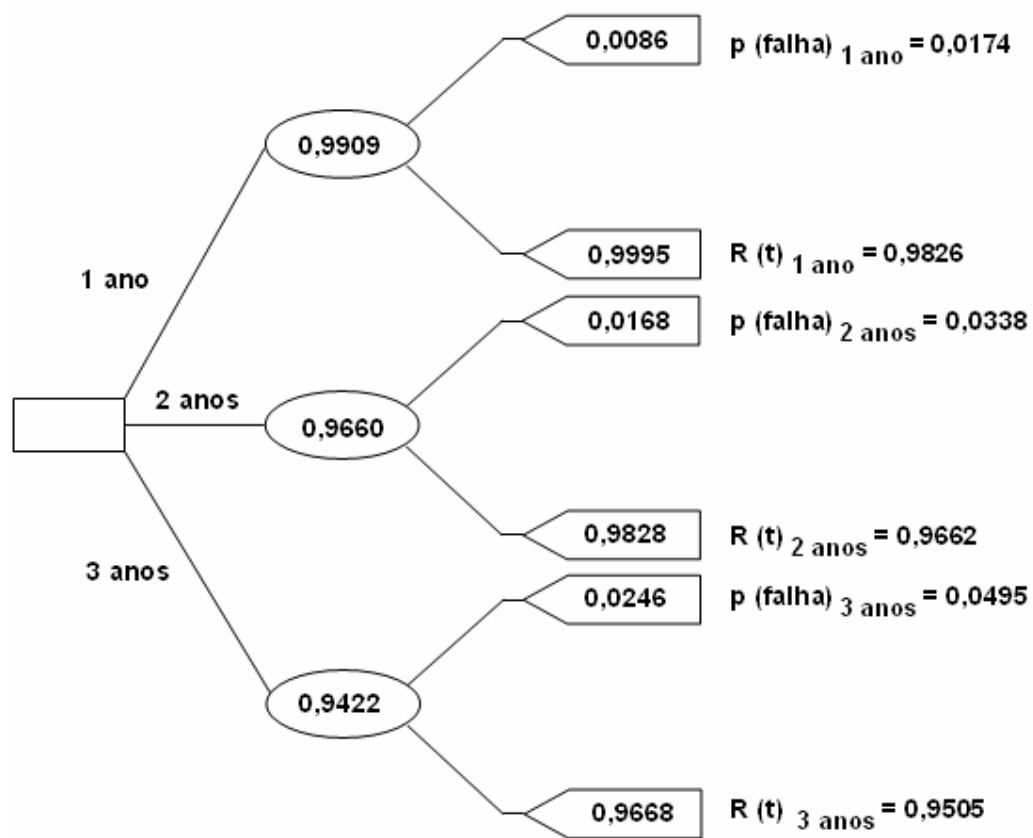 0,0086 p (falha) 1 ano = 0,0174
0,9909
0,9995 R (t) 1 ano = 0,9826
1 ano
0,0168 p (falha) 2 anos = 0,0338
2 anos
0,9660
0,9828 R (t) 2 anos = 0,9662
3 anos
0,0246 p (falha) 3 anos = 0,0495
0,9422
0,9668 R (t) 3 anos = 0,9505